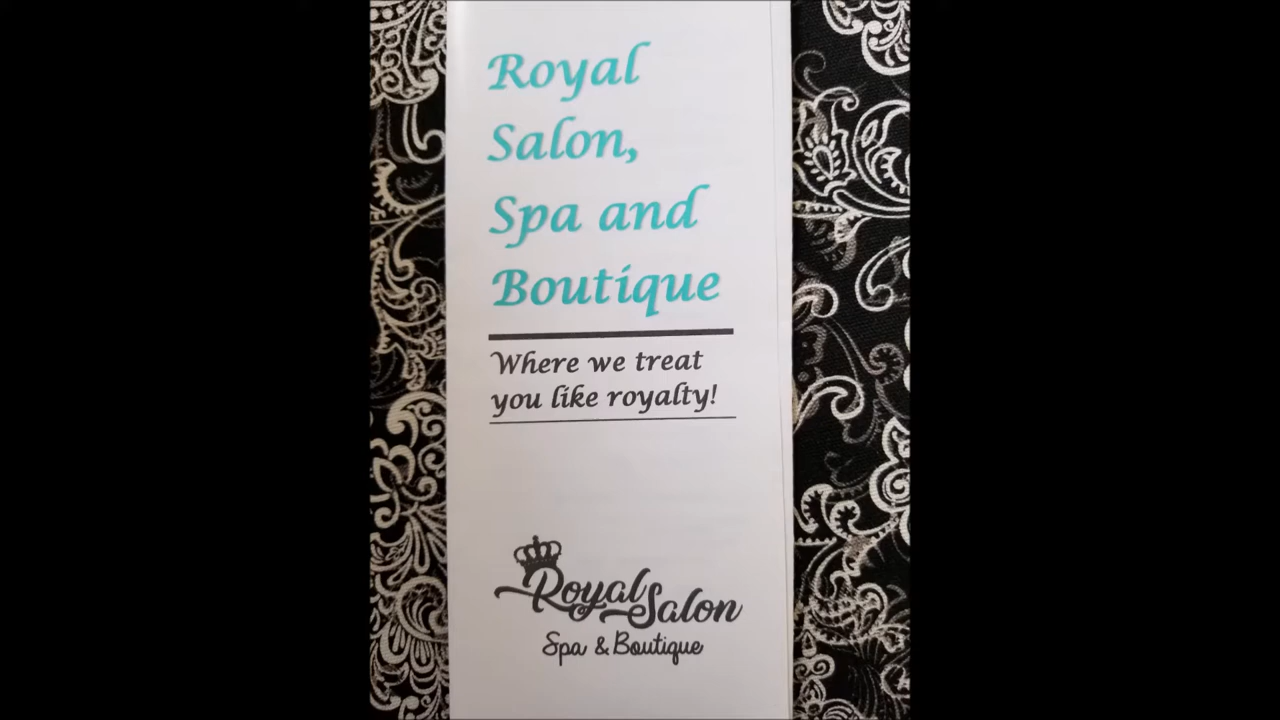 Royal
Salon,
Spa and
Boutique
Where we treat
you like royalty!
Royal Salon
Spa & Boutique